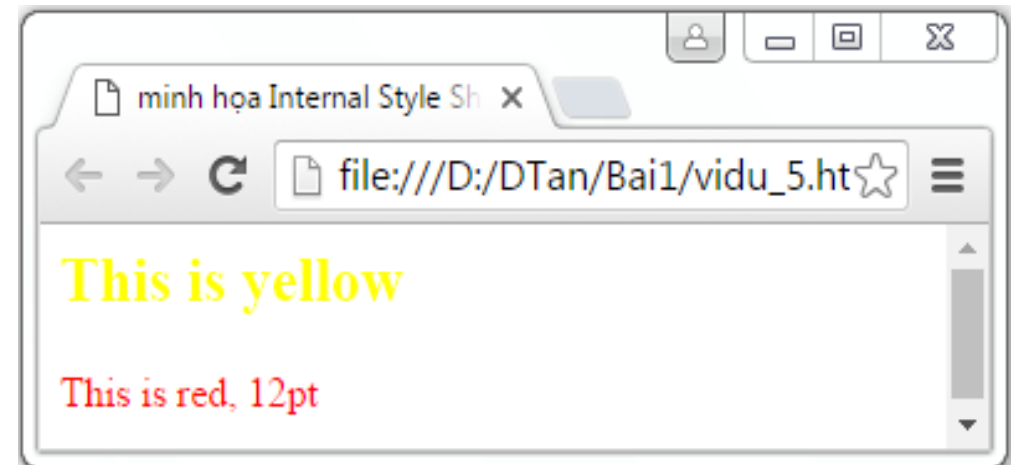 minh họa Internal Style Sh
file:///D:/DTan/Bai1/vidu_5.ht
This is yellow
This is red, 12pt